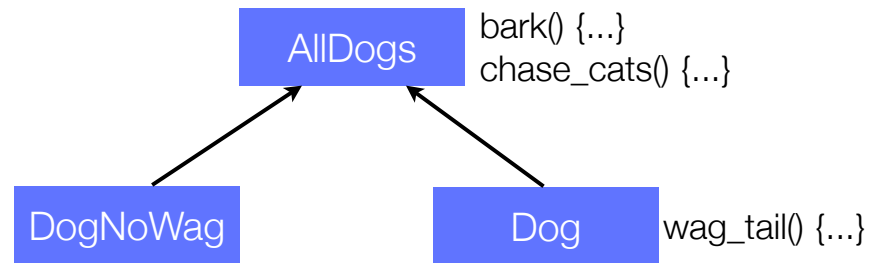 AllDogs
bark() {...}
chase_cats() {...}
DogNoWag
Dog
wag_tail() {...}